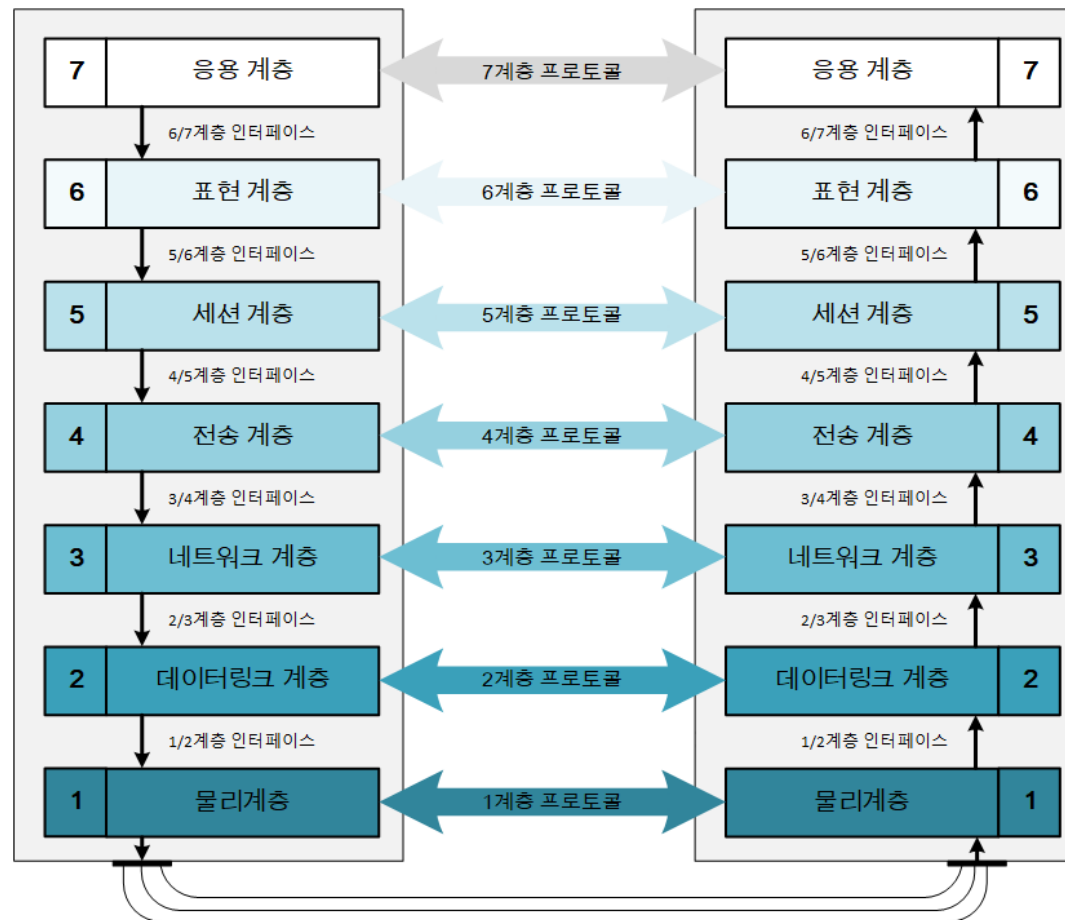 7 응용 계층 7계층 프로토콜 응용 계층 7
6/7계층 인터페이스 6/7계층 인터페이스
6 표현 계층 6계층 프로토콜 표현 계층 6
5/6계층 인터페이스 5/6계층 인터페이스
5 세션 계층 5계층 프로토콜 세션 계층 5
4/5계층 인터페이스 4/5계층 인터페이스
4 전송 계층 4계층 프로토콜 전송 계층 4
3/4계층 인터페이스 3/4계층 인터페이스
3 네트워크 계층 3계층 프로토콜 네트워크 계층 3
2/3계층 인터페이스 2/3계층 인터페이스
2 데이터링크 계층 2계층 프로토콜 데이터링크 계층 2
1/2계층 인터페이스 1/2계층 인터페이스
1 물리계층 1계층 프로토콜 물리계층 1